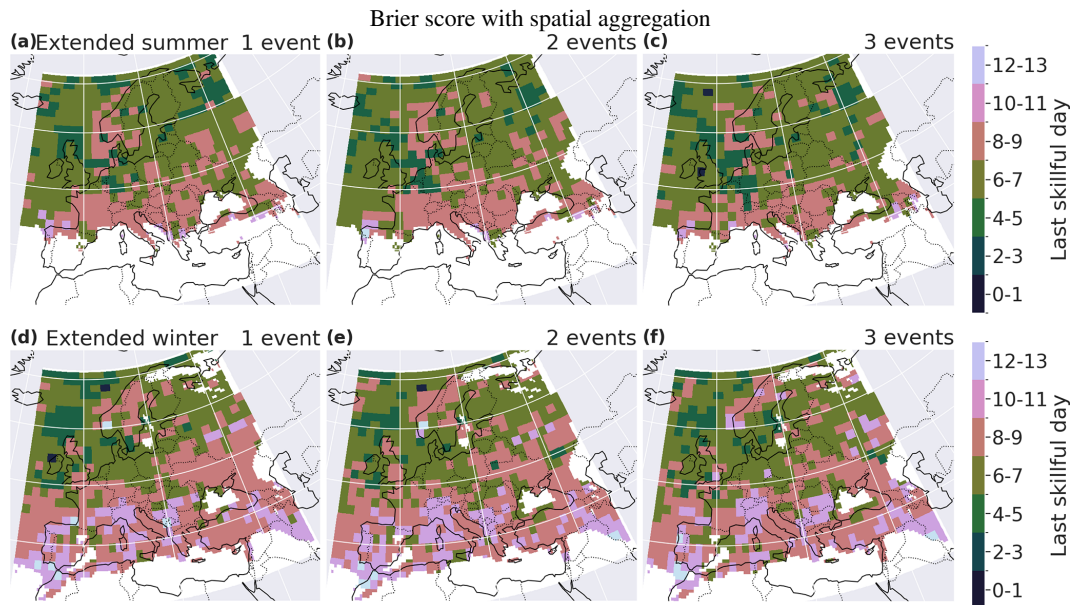 Brier score with spatial aggregation
(a) Extended summer 1 event
(b) 2 events
(c) 3 events
12-13
10-11
8-9
6-7
4-5
2-3
0-1
Last skillful day
(d) Extended winter 1 event
(e) 2 events
(f) 3 events
12-13
10-11
8-9
6-7
4-5
2-3
0-1
Last skillful day